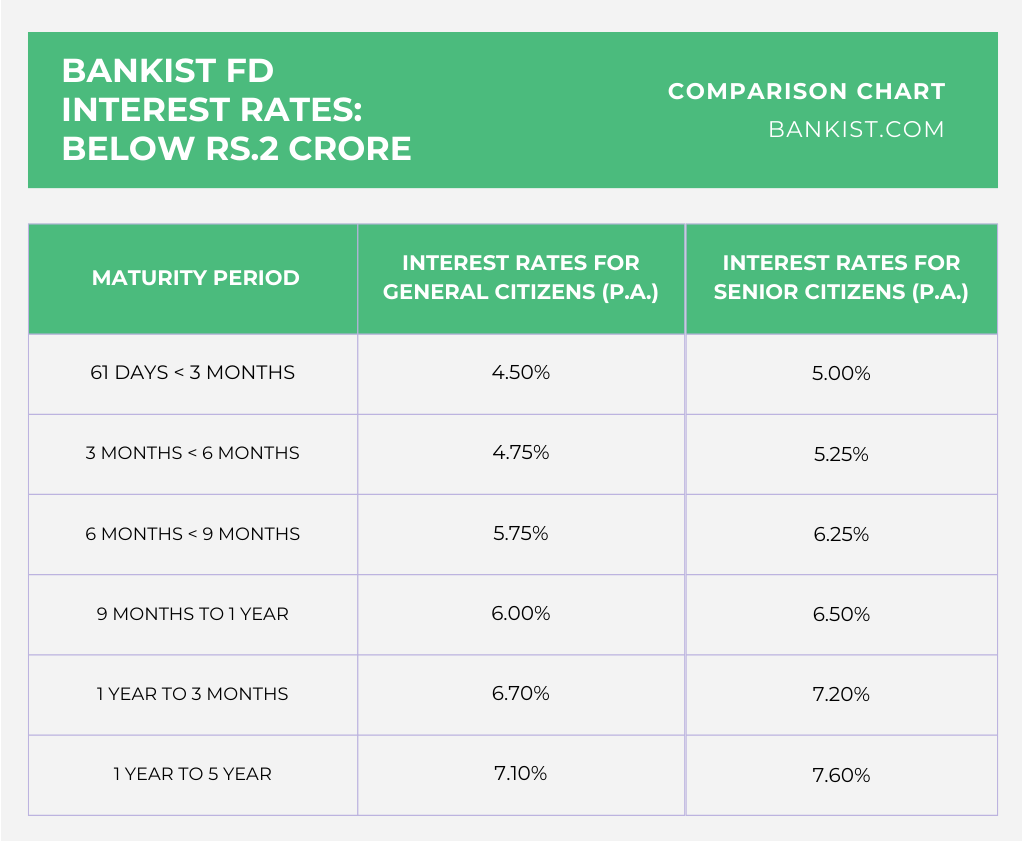 BANKIST FD
INTEREST RATES:
BELOW RS.2 CRORE
COMPARISON CHART
BANKIST.COM
MATURITY PERIOD
INTEREST RATES FOR
GENERAL CITIZENS (P.A.)
INTEREST RATES FOR
SENIOR CITIZENS (P.A.)
61 DAYS < 3 MONTHS 4.50% 5.00%
3 MONTHS < 6 MONTHS 4.75% 5.25%
6 MONTHS < 9 MONTHS 5.75% 6.25%
9 MONTHS TO 1 YEAR 6.00% 6.50%
1 YEAR TO 3 MONTHS 6.70% 7.20%
1 YEAR TO 5 YEAR 7.10% 7.60%